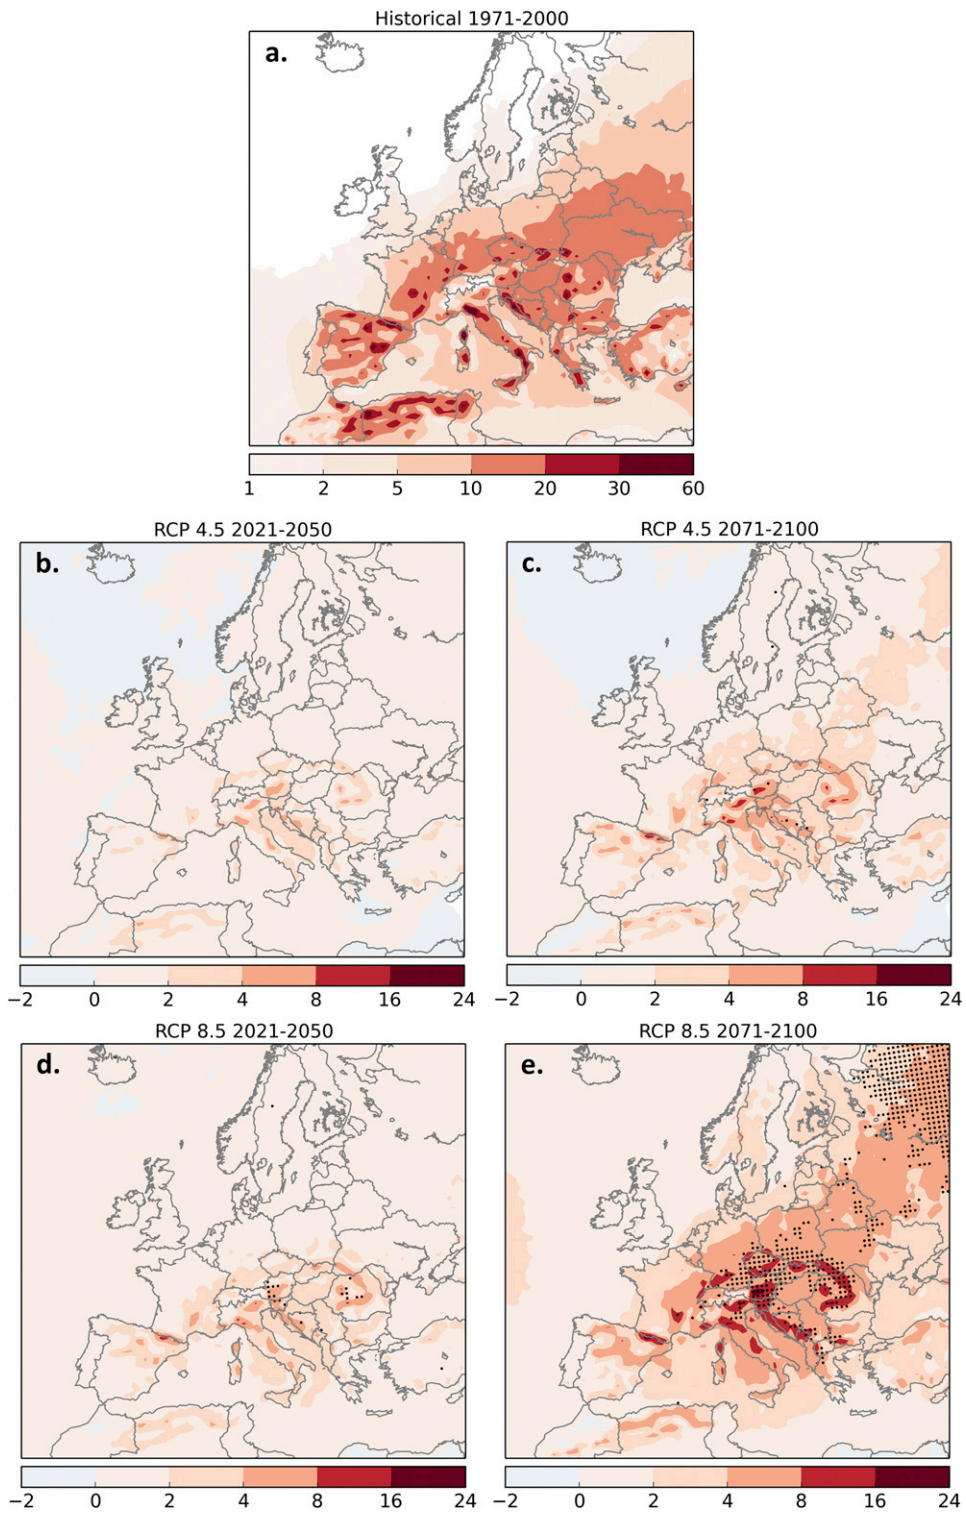 Historical 1971-2000
a.
1 2 5 10 20 30 60
RCP 4.5 2021-2050
b.
−2 0 2 4 8 16 24
RCP 4.5 2071-2100
c.
−2 0 2 4 8 16 24
RCP 8.5 2021-2050
d.
−2 0 2 4 8 16 24
RCP 8.5 2071-2100
e.
−2 0 2 4 8 16 24